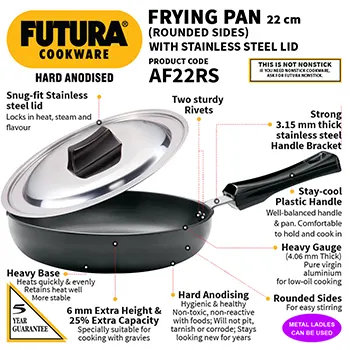 FUTURA®
COOKWARE
HARD ANODISED
FRYING PAN 22 cm
(ROUNDED SIDES)
WITH STAINLESS STEEL LID
PRODUCT CODE
AF22RS
THIS IS NOT NONSTICK
IF YOU NEED NONSTICK COOKWARE,
ASK FOR FUTURA NONSTICK.
Snug-fit Stainless
steel lid
Locks in heat, steam and
flavour
Two sturdy
Rivets
Strong
3.15 mm thick
stainless steel
Handle Bracket
Stay-cool
Plastic Handle
Well-balanced handle
& pan. Comfortable
to hold and cook in
Heavy Gauge
(4.06 mm Thick)
Pure virgin
aluminium
for low-oil cooking
Rounded Sides
For easy stirring
METAL LADLES
CAN BE USED
Heavy Base
Heats quickly & evenly
Retains heat well
More stable
5
YEAR
GUARANTEE
6 mm Extra Height &
25% Extra Capacity
Specially suitable for
cooking with gravies
Hard Anodising
Hygienic & healthy
Non-toxic, non-reactive
with foods; Will not pit,
tarnish or corrode; Stays
looking new for years